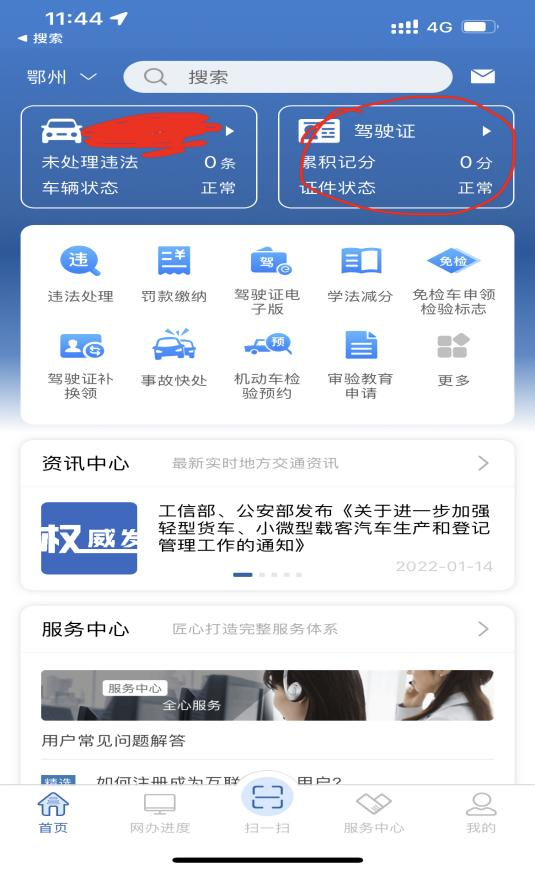 11:44
4G
搜索
鄂州
搜索
未处理违法 0条
车辆状态 正常
驾驶证
累积记分 0分
证件状态 正常
违
违法处理
罚款缴纳
驾
驾驶证电
子版
学法减分
免检
免检车申领
检验标志
驾驶证补
换领
事故快处
预
机动车检
验预约
审验教育
申请
更多
资讯中心 最新实时地方交通资讯
权威发
工信部、公安部发布《关于进一步加强
轻型货车、小微型载客汽车生产和登记
管理工作的通知》
2022-01-14
服务中心 匠心打造完整服务体系
服务中心
全心服务
用户常见问题解答
精选 如何注册成为互联 用户?
首页
网办进度
扫一扫
服务中心
我的